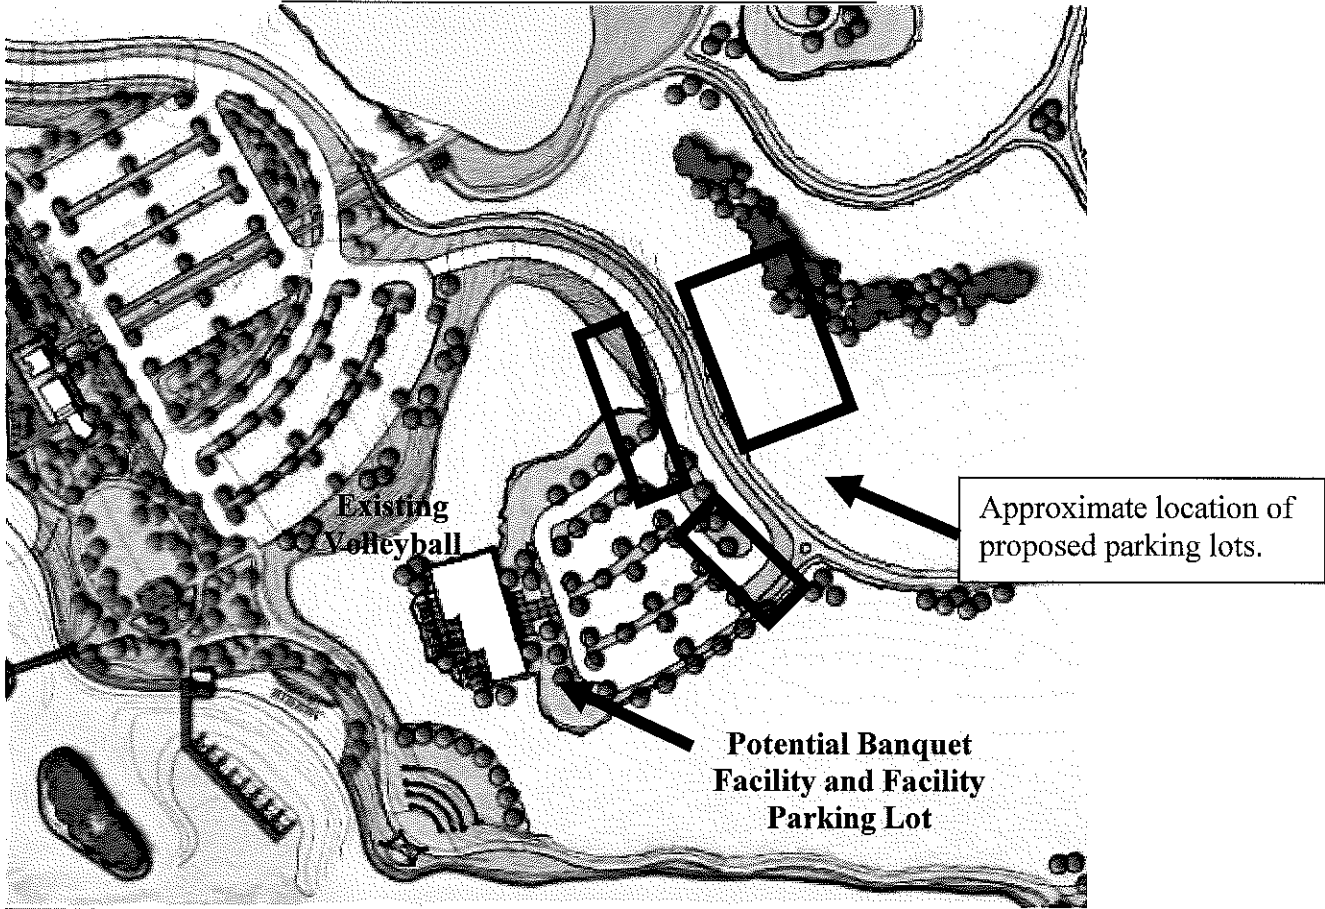 Existing
Volleyball
Approximate location of
proposed parking lots.
Potential Banquet
Facility and Facility
Parking Lot